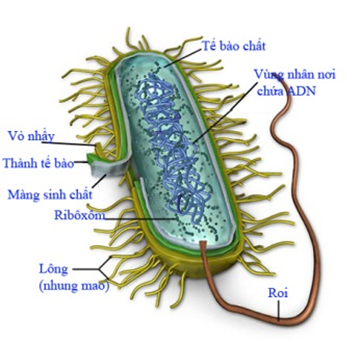 Tế bào chất
Vùng nhân nơi
chứa ADN
Vỏ nhầy
Thành tế bào
Màng sinh chất
Ribôxôm
Lông
(nhung mao)
Roi